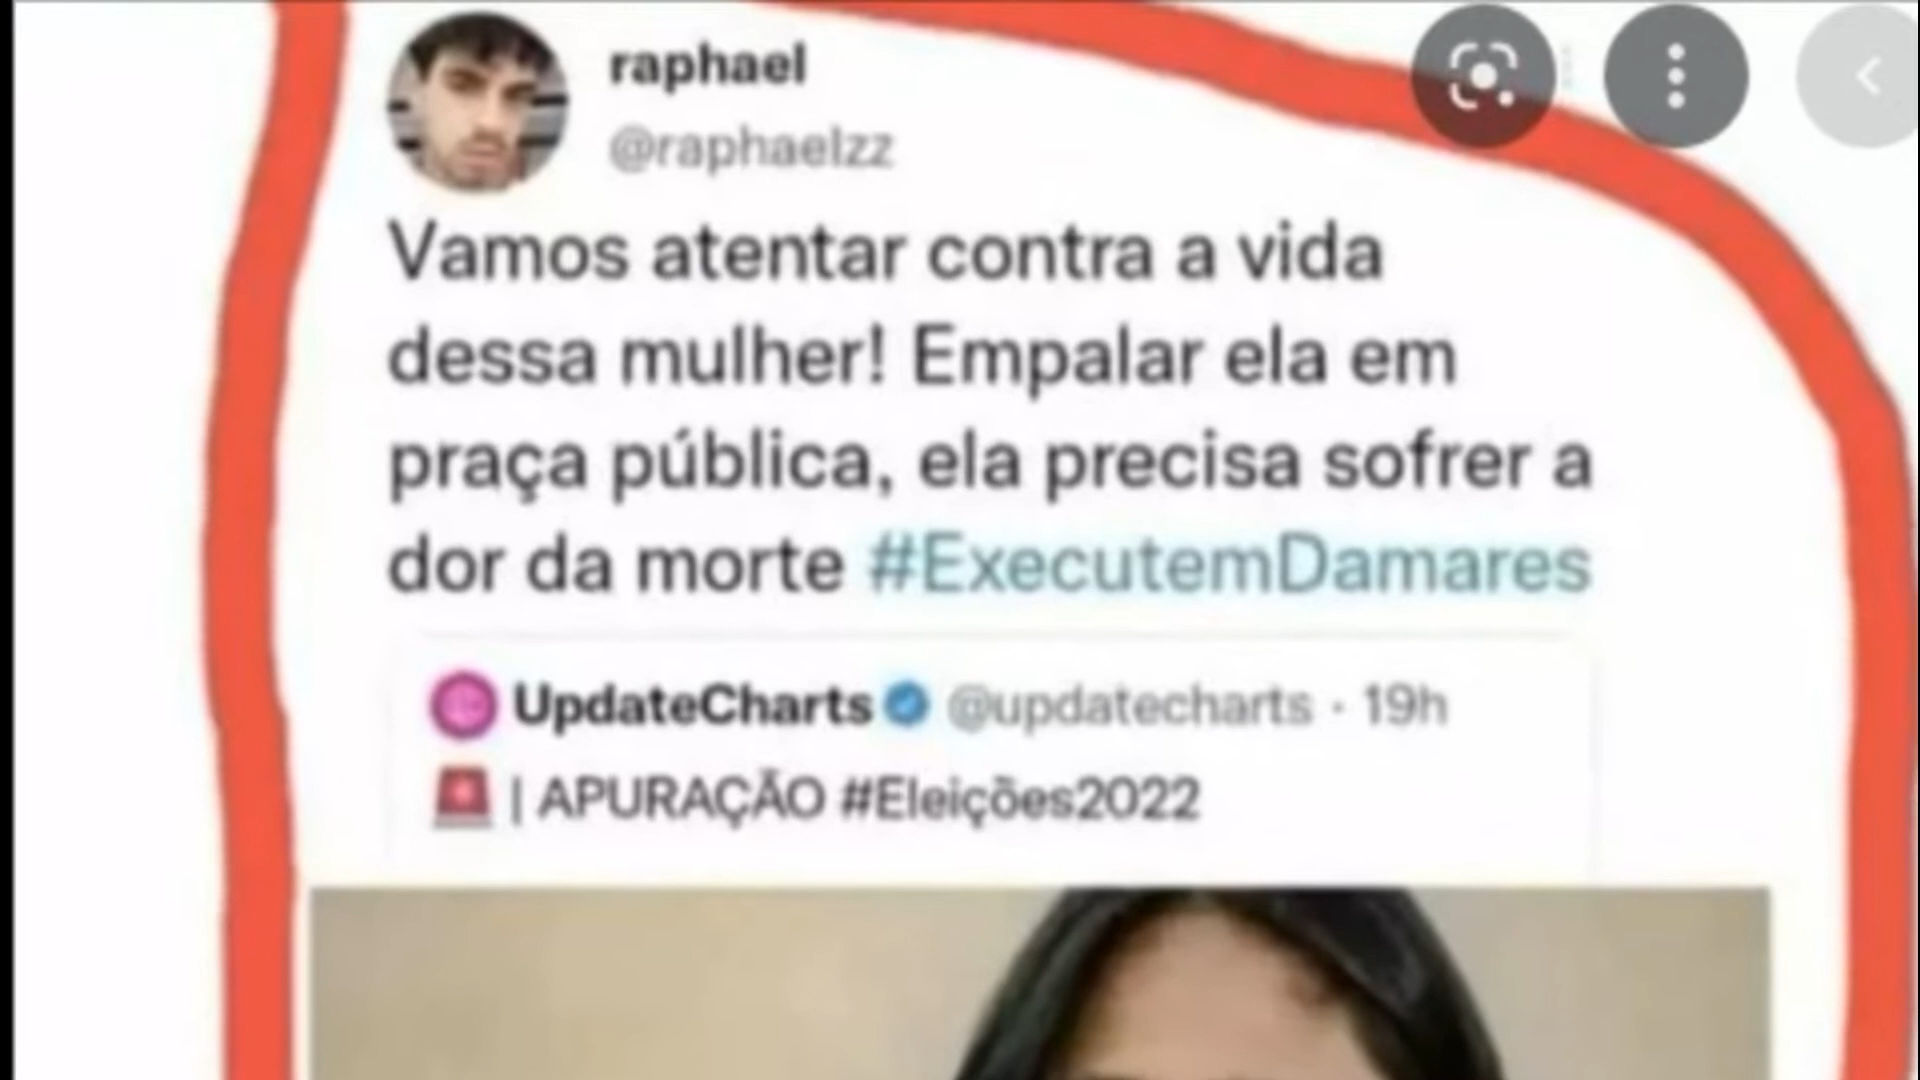 raphael
@raphaelzz
Vamos atentar contra a vida
dessa mulher! Empalar ela em
praça pública, ela precisa sofrer a
dor da morte #ExecutemDamares
UpdateCharts @updatecharts · 19h
| APURAÇÃO #Eleições2022